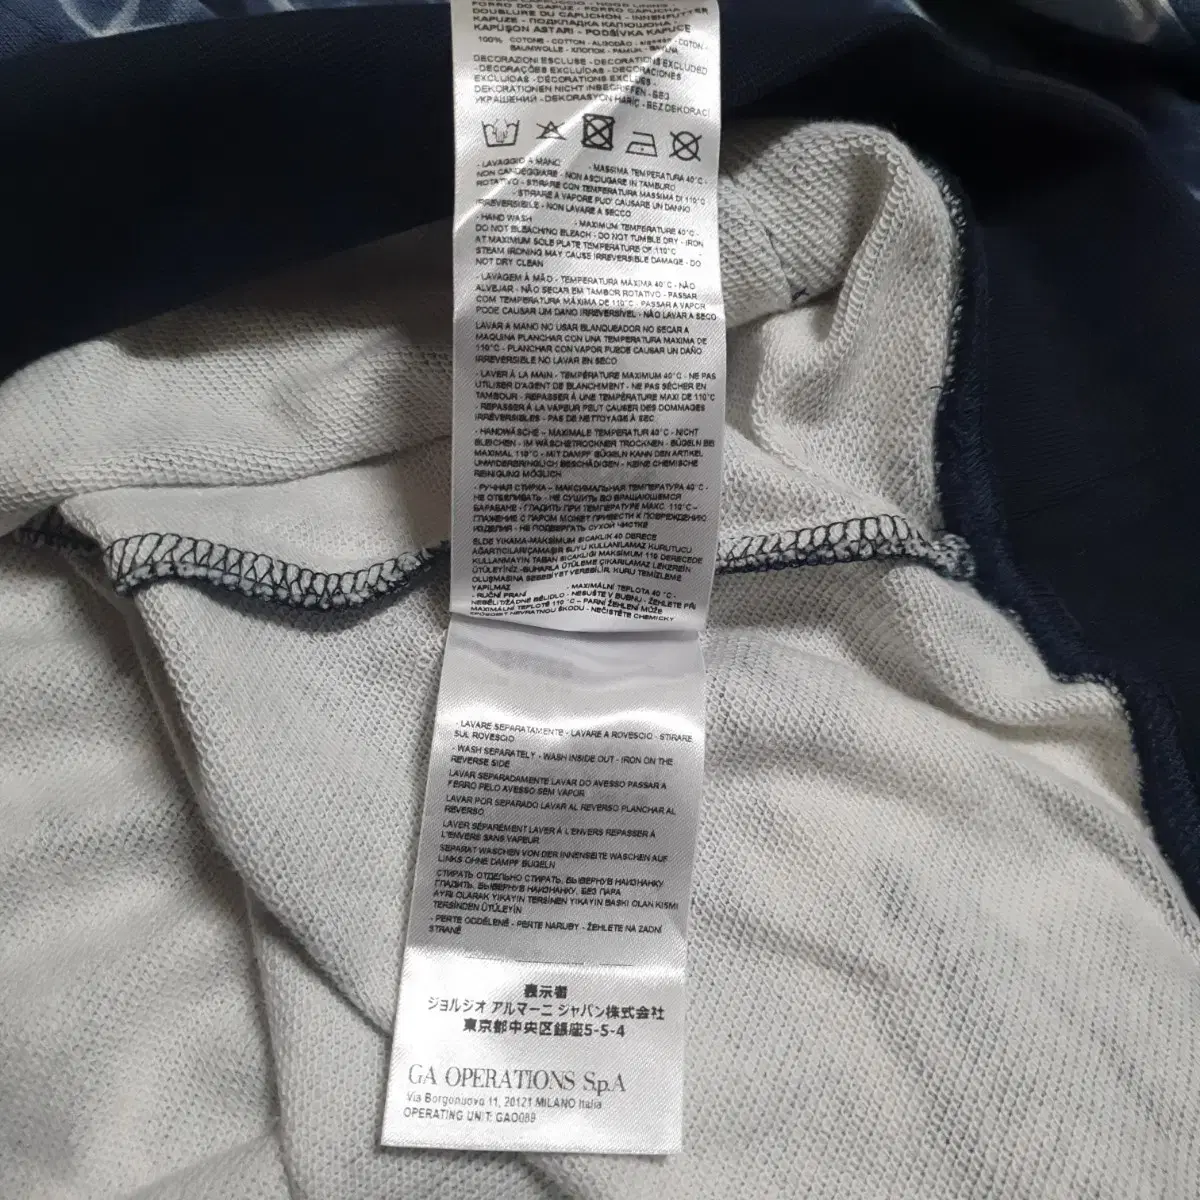 FORRO DO CAPUZ - FORRO CAPUCHA -
DOUBLURE DU CAPUCHON - INNENFUTTER
KAPUZE - ПОДКЛАДКА КАПЮШОНА -
KAPUŞON ASTARI - PODŠÍVKA KAPUCE
100% COTONE - COTTON - ALGODÃO - algodón - COTON -
BAUMWOLLE - ХЛОПОК - PAMUK - BAVLNA
DECORAZIONI ESCLUSE - DECORATIONS EXCLUDED
- DECORAÇÕES EXCLUÍDAS - DECORACIONES
EXCLUIDAS - DÉCORATIONS EXCLUES -
DEKORATIONEN NICHT INBEGRIFFEN - БЕЗ
УКРАШЕНИЙ - DEKORASYON HARİÇ - BEZ DEKORACÍ
- LAVAGGIO A MANO - MASSIMA TEMPERATURA 40°C -
NON CANDEGGIARE - NON ASCIUGARE IN TAMBURO
ROTATIVO - STIRARE CON TEMPERATURA MASSIMA DI 110°C
- STIRARE A VAPORE PUO' CAUSARE UN DANNO
IRREVERSIBILE - NON LAVARE A SECCO
- HAND WASH - MAXIMUM TEMPERATURE 40°C -
DO NOT BLEACHING BLEACH - DO NOT TUMBLE DRY - IRON
AT MAXIMUM SOLE PLATE TEMPERATURE OF 110°C -
STEAM IRONING MAY CAUSE IRREVERSIBLE DAMAGE - DO
NOT DRY CLEAN
- LAVAGEM À MÃO - TEMPERATURA MÁXIMA 40°C - NÃO
ALVEJAR - NÃO SECAR EM TAMBOR ROTATIVO - PASSAR
COM TEMPERATURA MÁXIMA DE 110°C - PASSAR A VAPOR
PODE CAUSAR UM DANO IRREVERSÍVEL - NÃO LAVAR A SECO
LAVAR A MANO NO USAR BLANQUEADOR NO SECAR A
MAQUINA PLANCHAR CON UNA TEMPERATURA MAXIMA DE
110°C - PLANCHAR CON VAPOR PUEDE CAUSAR UN DAÑO
IRREVERSIBLE NO LAVAR EN SECO
- LAVER À LA MAIN - TEMPÉRATURE MAXIMUM 40°C - NE PAS
UTILISER D'AGENT DE BLANCHIMENT - NE PAS SÉCHER EN
TAMBOUR - REPASSER À UNE TEMPÉRATURE MAXI DE 110°C
- REPASSER À LA VAPEUR PEUT CAUSER DES DOMMAGES
IRRÉVERSIBLES - PAS DE NETTOYAGE À SEC
- HANDWÄSCHE – MAXIMALE TEMPERATUR 40°C - NICHT
BLEICHEN - IM WÄSCHETROCKNER TROCKNEN - BÜGELN BEI
MAXIMAL 110°C - MIT DAMPF BÜGELN KANN DEN ARTIKEL
UNWIDERBRINGLICH BESCHÄDIGEN - KEINE CHEMISCHE
REINIGUNG MÖGLICH
- РУЧНАЯ СТИРКА – МАКСИМАЛЬНАЯ ТЕМПЕРАТУРА 40°C -
НЕ ОТБЕЛИВАТЬ - НЕ СУШИТЬ ВО ВРАЩАЮЩЕМСЯ
БАРАБАНЕ - ГЛАДИТЬ ПРИ ТЕМПЕРАТУРЕ МАКС. 110°C –
ГЛАЖЕНИЕ С ПАРОМ МОЖЕТ ПРИВЕСТИ К ПОВРЕЖДЕНИЮ
ИЗДЕЛИЯ - НЕ ПОДВЕРГАТЬ СУХОЙ ЧИСТКЕ
ELDE YIKAMA-MAKSİMUM SICAKLIK 40 DERECE
AĞARTICILAR/ÇAMAŞIR SUYU KULLANILAMAZ KURUTUCU
KULLANMAYIN TABAN SICAKLIĞI MAKSİMUM 110 DERECEDE
ÜTÜLEYİNİZ-BUHARLA ÜTÜLEME ÇIKARILAMAZ LEKELERİN
OLUŞMASINA SEBEBİYET VEREBİLİR. KURU TEMİZLEME
YAPILMAZ
- RUČNÍ PRANÍ - MAXIMÁLNÍ TEPLOTA 40°C -
NEBĚLIT/ŽÁDNÉ BĚLIDLO - NESUŠTE V BUBNU - ŽEHLETE PŘI
MAXIMÁLNÍ TEPLOTĚ 110°C – PARNÍ ŽEHLENÍ MŮŽE
ZPŮSOBIT NEVRATNOU ŠKODU - NEČISTĚTE CHEMICKY
- LAVARE SEPARATAMENTE - LAVARE A ROVESCIO - STIRARE
SUL ROVESCIO
- WASH SEPARATELY - WASH INSIDE OUT - IRON ON THE
REVERSE SIDE
LAVAR SEPARADAMENTE LAVAR DO AVESSO PASSAR A
FERRO PELO AVESSO SEM VAPOR
LAVAR POR SEPARADO LAVAR AL REVERSO PLANCHAR AL
REVERSO
LAVER SÉPARÉMENT LAVER À L'ENVERS REPASSER À
L'ENVERS SANS VAPEUR
SEPARAT WASCHEN VON DER INNENSEITE WASCHEN AUF
LINKS OHNE DAMPF BÜGELN
СТИРАТЬ ОТДЕЛЬНО СТИРАТЬ, ВЫВЕРНУВ НАИЗНАНКУ
ГЛАДИТЬ, ВЫВЕРНУВ НАИЗНАНКУ, БЕЗ ПАРА
AYRI OLARAK YIKAYIN TERSİNEN YIKAYIN BASKI OLAN KISMI
TERSİNDEN ÜTÜLEYİN
- PERTE ODDĚLENĚ - PERTE NARUBY - ŽEHLETE NA ZADNÍ
STRANĚ
表示者
ジョルジオ アルマーニ ジャパン株式会社
東京都中央区銀座5-5-4
GA OPERATIONS S.p.A
Via Borgonuovo 11, 20121 MILANO Italia
OPERATING UNIT: GAO089